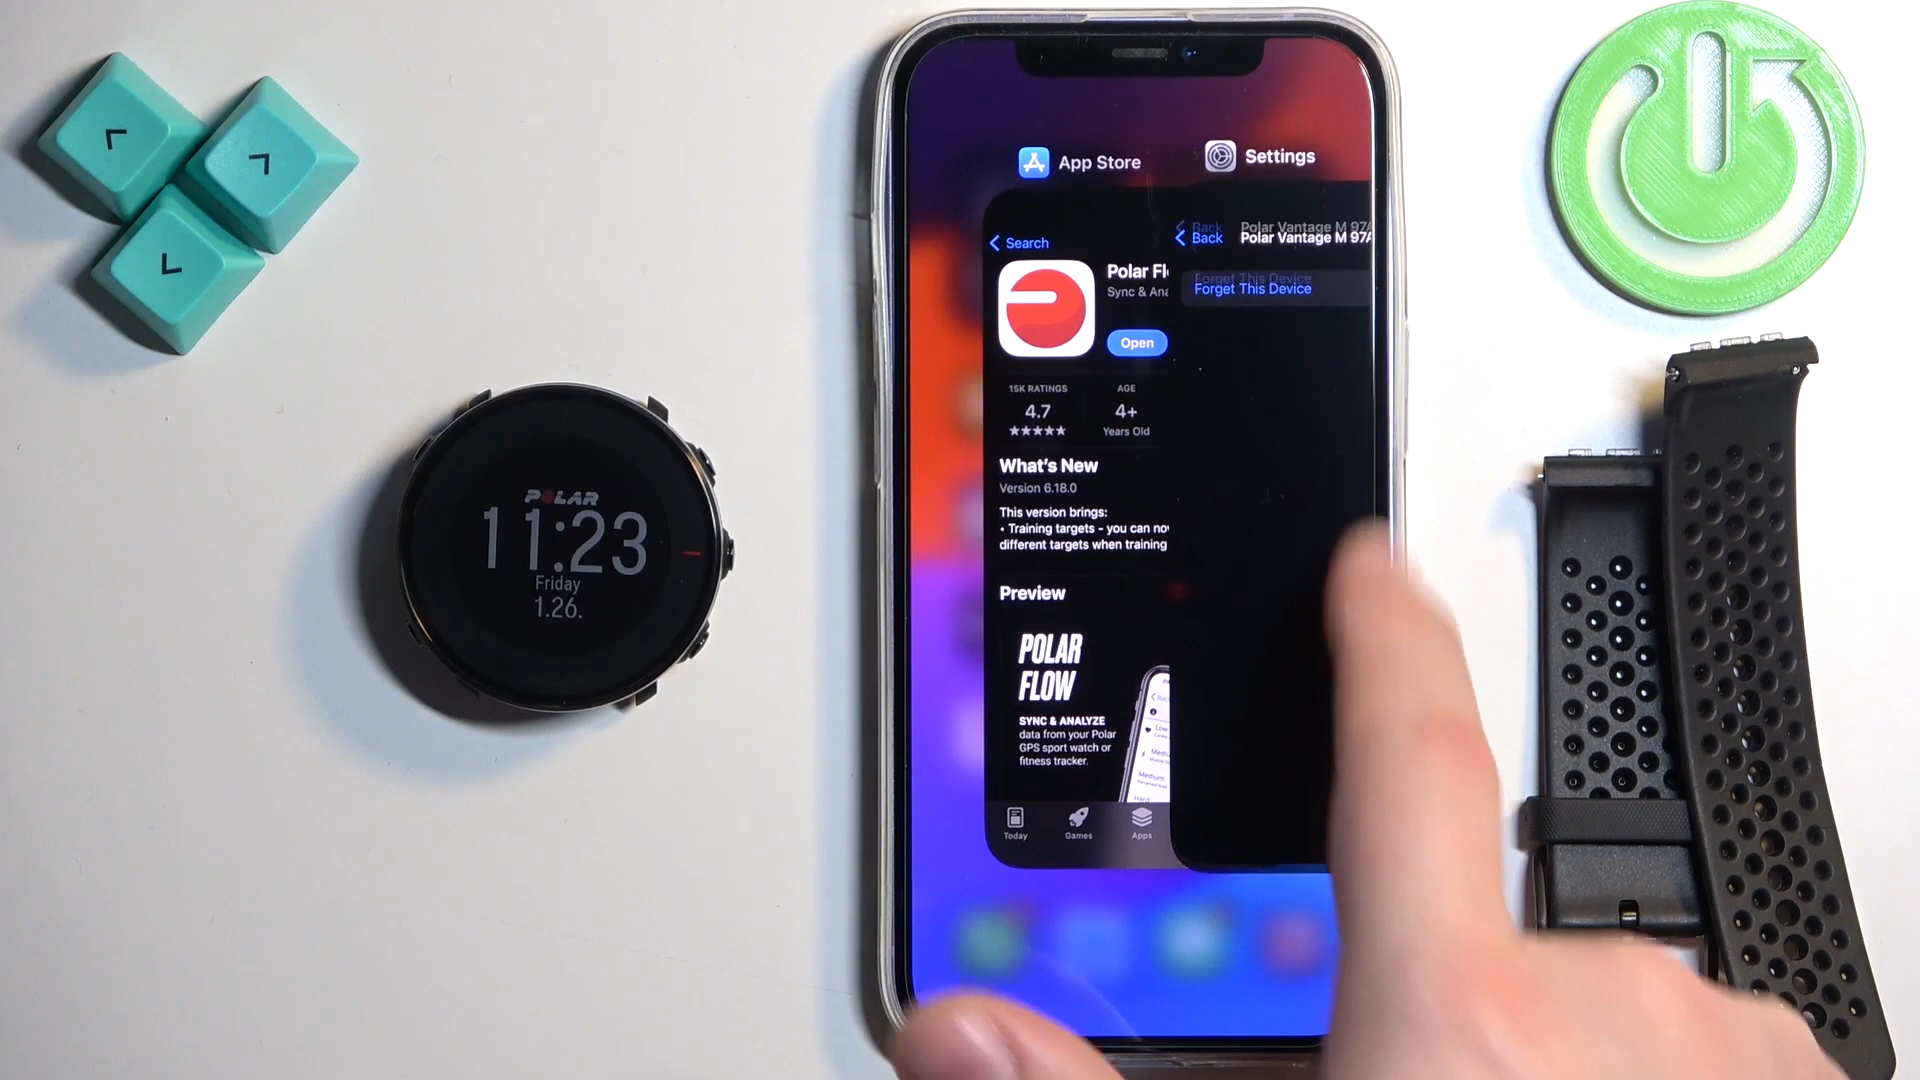 POLAR
11:23
Friday
1.26.
App Store
Settings
Search
Polar Fl
Sync & Ana
Open
15K RATINGS
4.7
★★★★★
AGE
4+
Years Old
What's New
Version 6.18.0
This version brings:
• Training targets - you can now
different targets when training
Preview
POLAR
FLOW
SYNC & ANALYZE
data from your Polar
GPS sport watch or
fitness tracker.
Today
Games
Apps
Back
Polar Vantage M 97A
Forget This Device